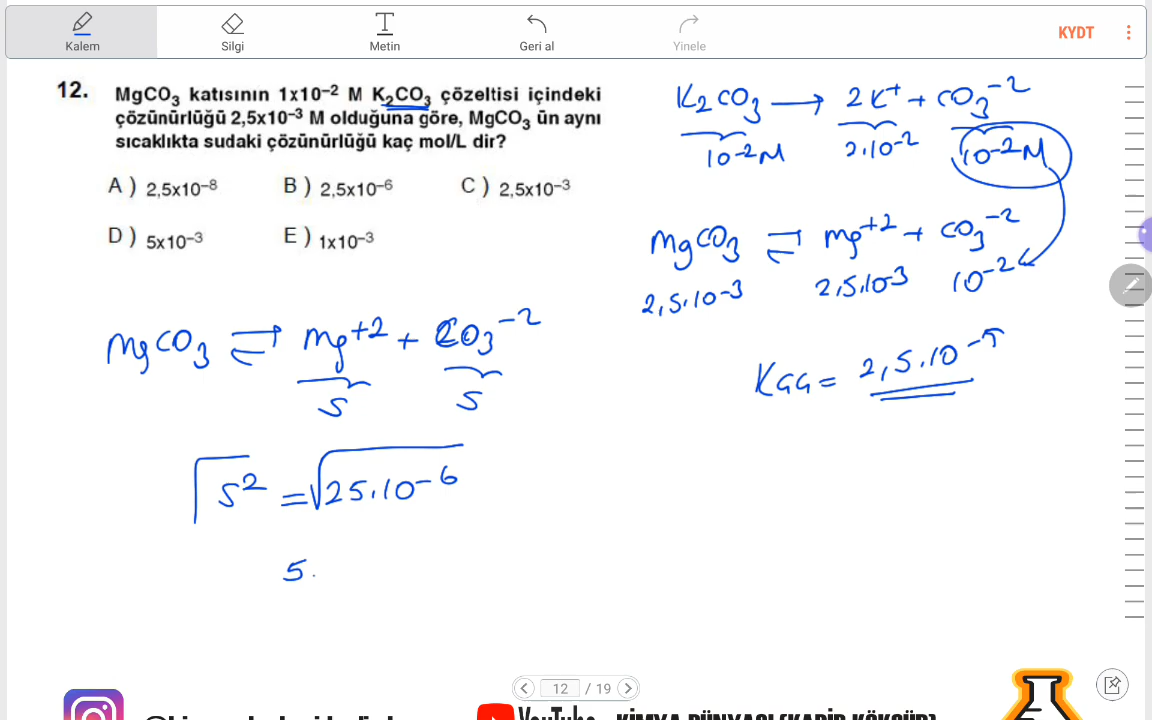 Kalem Silgi Metin Geri al Yinele KYDT
12. MgCO₃ katısının 1x10⁻² M K₂CO₃ çözeltisi içindeki
çözünürlüğü 2,5x10⁻³ M olduğuna göre, MgCO₃ ün aynı
sıcaklıkta sudaki çözünürlüğü kaç mol/L dir?
A ) 2,5x10⁻⁸ B ) 2,5x10⁻⁶ C ) 2,5x10⁻³
D ) 5x10⁻³ E ) 1x10⁻³
K₂CO₃ → 2K⁺ + CO₃⁻²
10⁻²M 2.10⁻² 10⁻²M
MgCO₃ ⇌ Mg⁺² + CO₃⁻²
2,5.10⁻³ 2,5.10⁻³ 10⁻²
Kçç = 2,5.10⁻⁵
MgCO₃ ⇌ Mg⁺² + CO₃⁻²
S S
√S² = √25.10⁻⁶
5.
12 / 19
YouTube